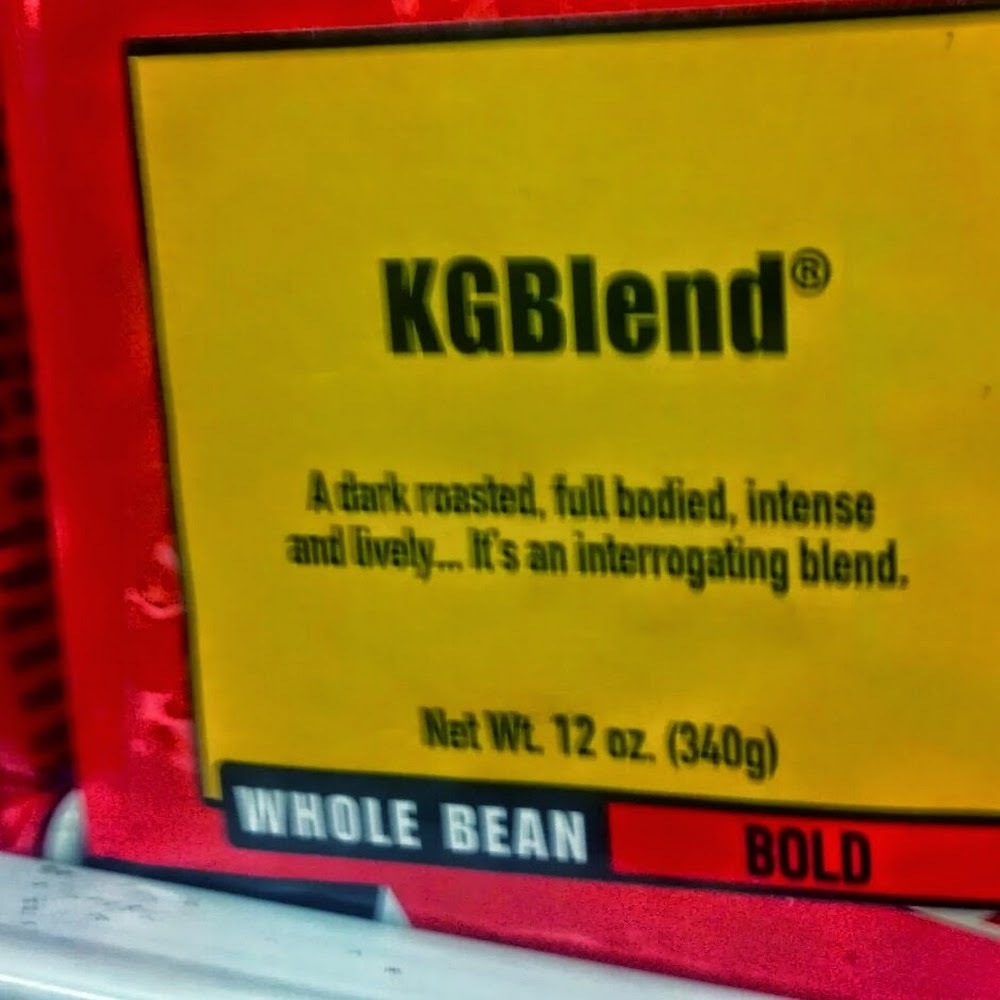 KGBlend®
A dark roasted, full bodied, intense
and lively... It's an interrogating blend.
Net Wt. 12 oz. (340g)
WHOLE BEAN
BOLD